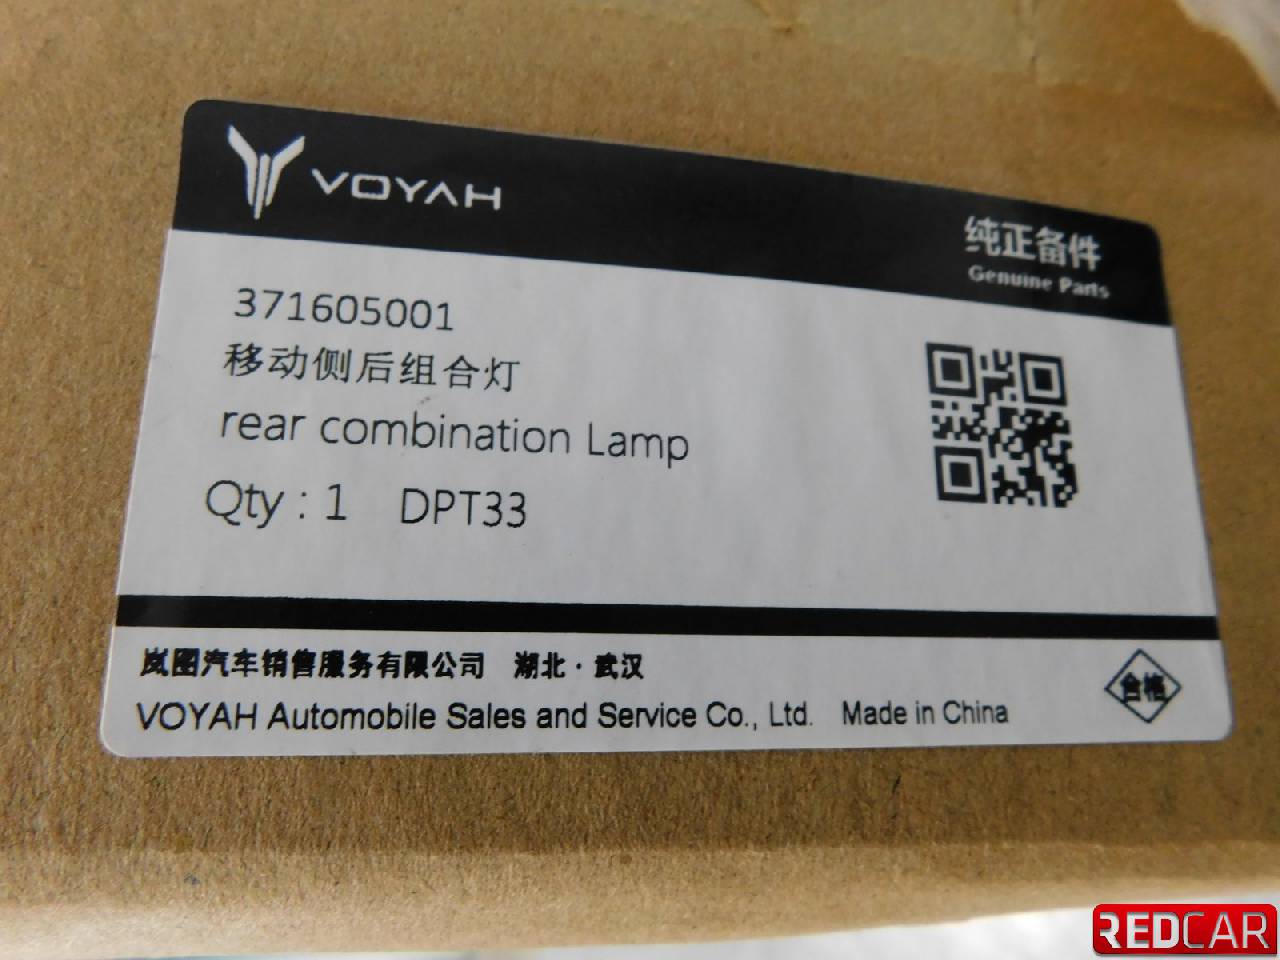 VOYAH
纯正备件
Genuine Parts
371605001
移动侧后组合灯
rear combination Lamp
Qty : 1 DPT33
岚图汽车销售服务有限公司 湖北·武汉
VOYAH Automobile Sales and Service Co., Ltd. Made in China
合格
REDCAR